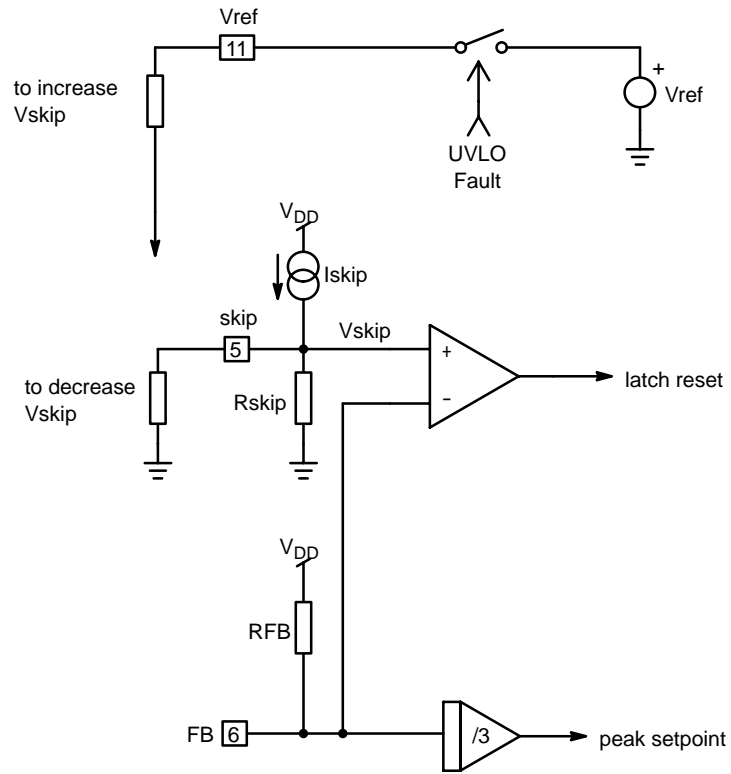 Vref
11
+
to increase
Vskip
Vref
UVLO
Fault
VDD
Iskip
skip
5
Vskip
+
to decrease
Vskip
Rskip
–
latch reset
VDD
RFB
FB
6
/3
peak setpoint